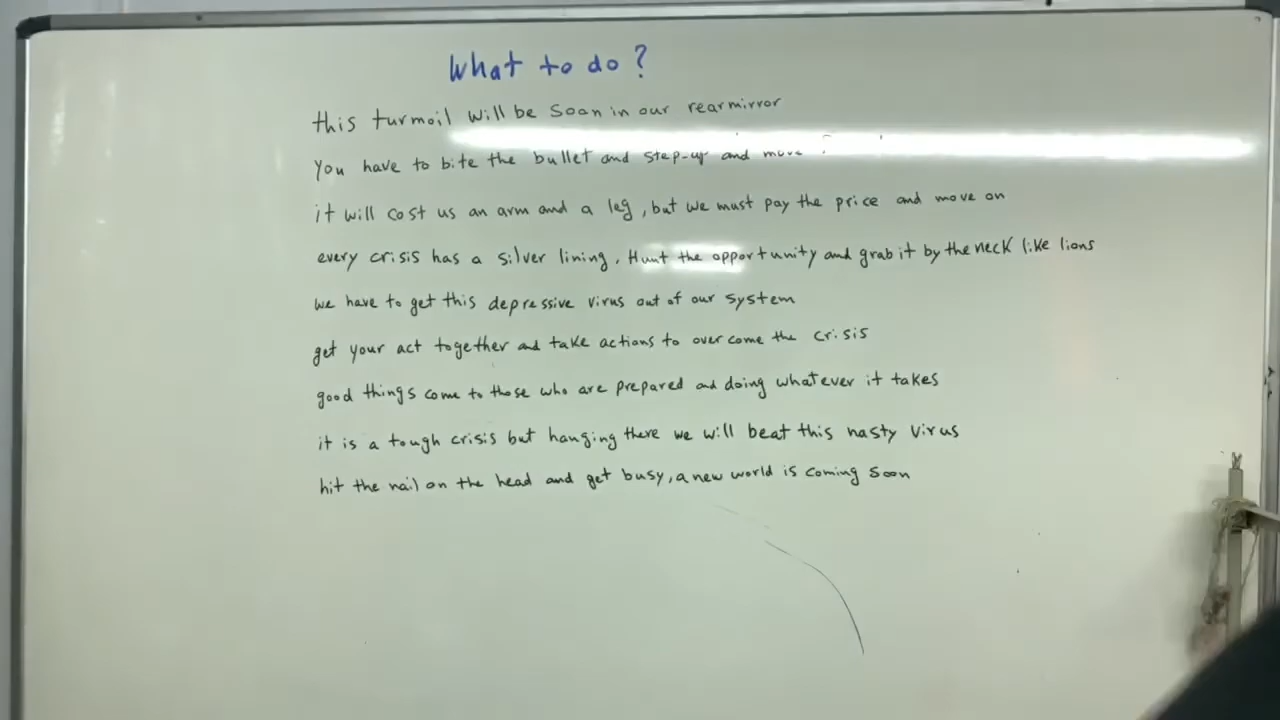 What to do?
this turmoil will be soon in our rearmirror
You have to bite the bullet and step-up and move
it will cost us an arm and a leg, but we must pay the price and move on
every crisis has a silver lining. Hunt the opportunity and grab it by the neck like lions
we have to get this depressive virus out of our system
get your act together and take actions to overcome the crisis
good things come to those who are prepared and doing whatever it takes
it is a tough crisis but hanging there we will beat this nasty virus
hit the nail on the head and get busy, a new world is coming soon